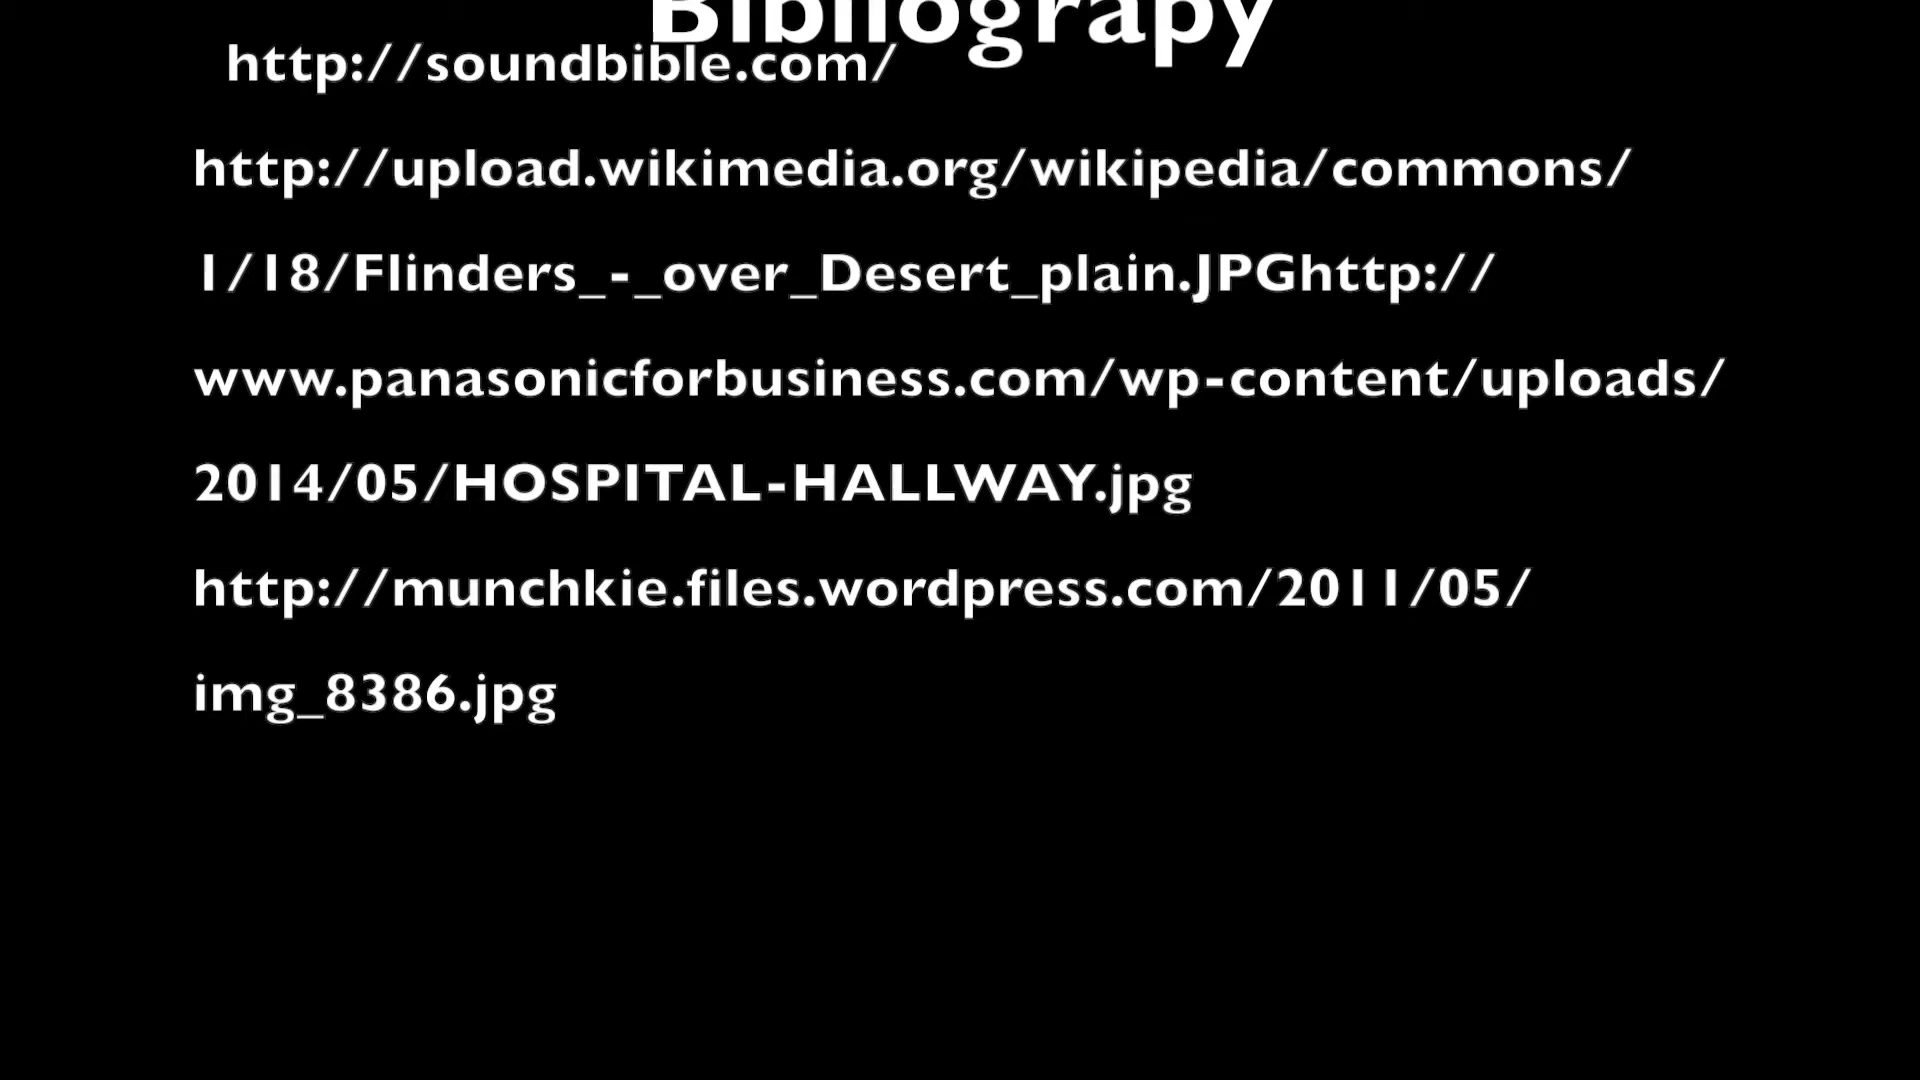 Bibliograpy
http://soundbible.com/
http://upload.wikimedia.org/wikipedia/commons/
1/18/Flinders_-_over_Desert_plain.JPGhttp://
www.panasonicforbusiness.com/wp-content/uploads/
2014/05/HOSPITAL-HALLWAY.jpg
http://munchkie.files.wordpress.com/2011/05/
img_8386.jpg